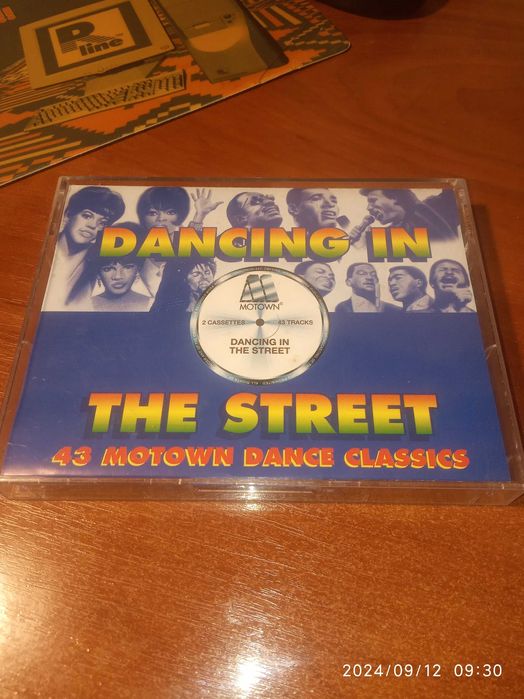 R
line
DANCING IN
MOTOWN®
2 CASSETTES 43 TRACKS
DANCING IN
THE STREET
THE STREET
43 MOTOWN DANCE CLASSICS
2024/09/12 09:30